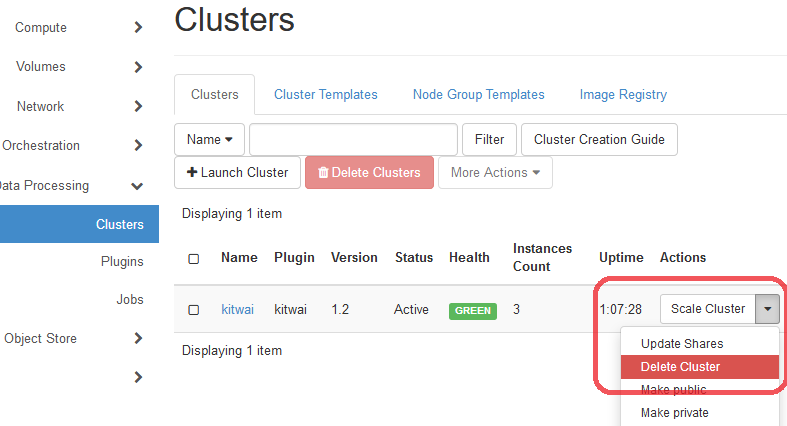 Clusters
Compute
Volumes
Network
Orchestration
Data Processing
Clusters
Plugins
Jobs
Object Store
Clusters Cluster Templates Node Group Templates Image Registry
Name Filter Cluster Creation Guide
Launch Cluster Delete Clusters More Actions
Displaying 1 item
Name Plugin Version Status Health Instances Count Uptime Actions
kitwai kitwai 1.2 Active GREEN 3 1:07:28 Scale Cluster
Displaying 1 item
Update Shares
Delete Cluster
Make public
Make private